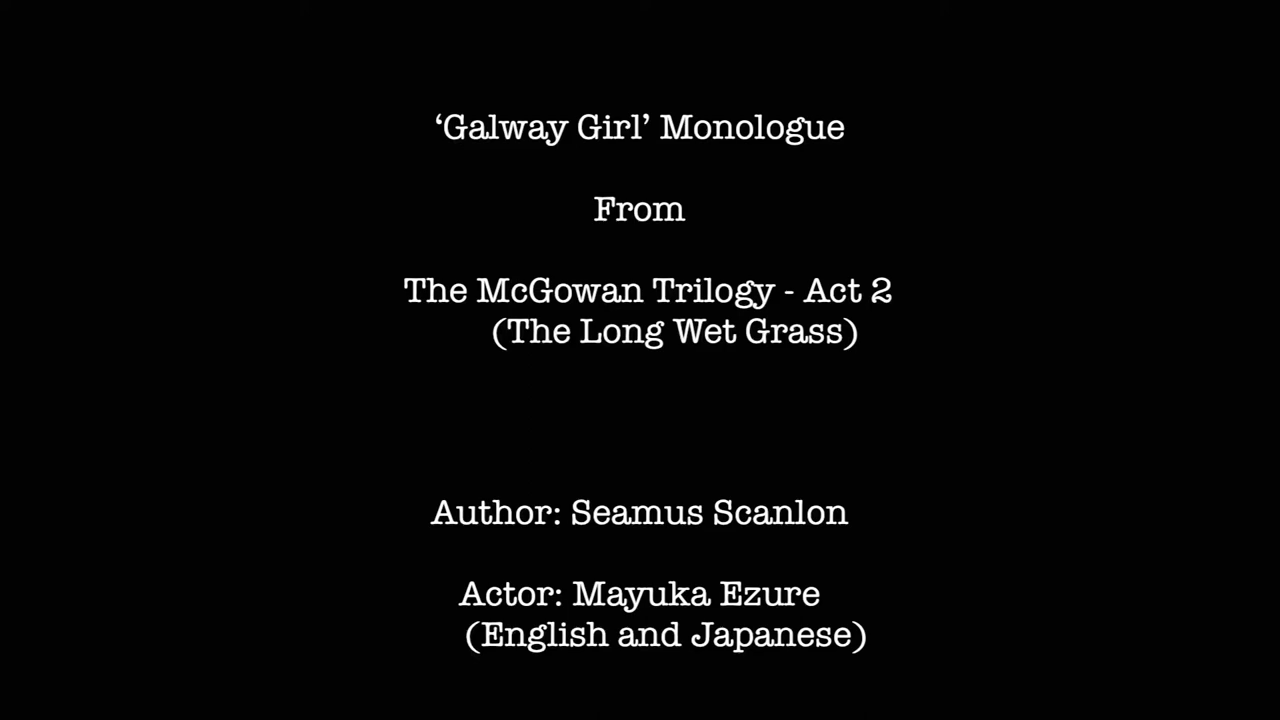 ‘Galway Girl’ Monologue
From
The McGowan Trilogy - Act 2
(The Long Wet Grass)
Author: Seamus Scanlon
Actor: Mayuka Ezure
(English and Japanese)